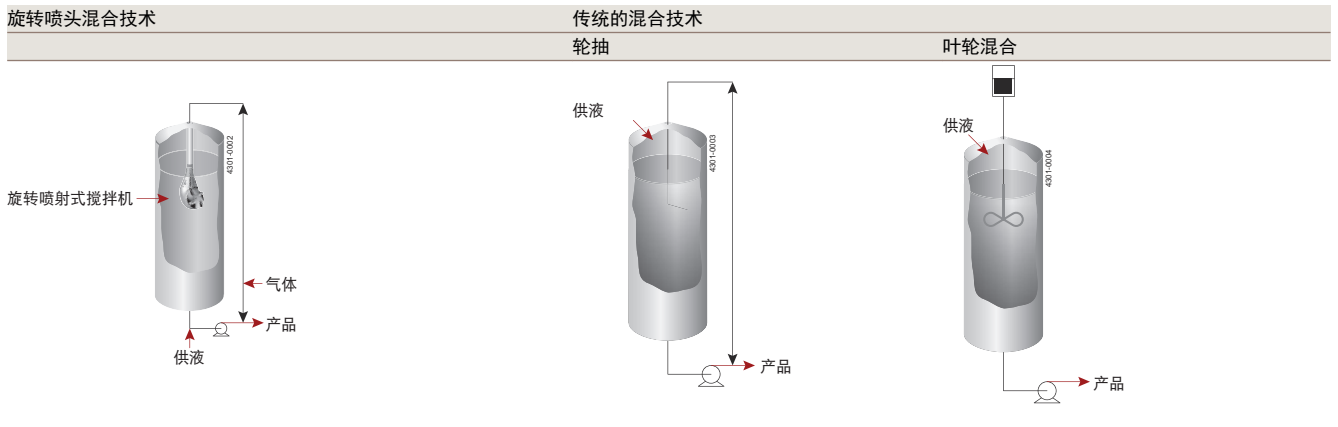 旋转喷头混合技术
传统的混合技术
轮抽
叶轮混合
4301-0002
旋转喷射式搅拌机
气体
产品
供液
供液
4301-0003
产品
供液
4301-0004
产品